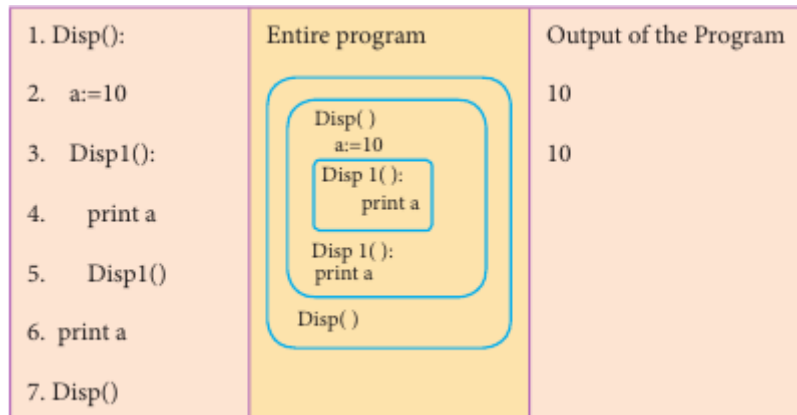 1. Disp():
2. a:=10
3. Disp1():
4. print a
5. Disp1()
6. print a
7. Disp()
Entire program
Disp( )
a:=10
Disp 1( ):
print a
Disp 1( ):
print a
Disp( )
Output of the Program
10
10